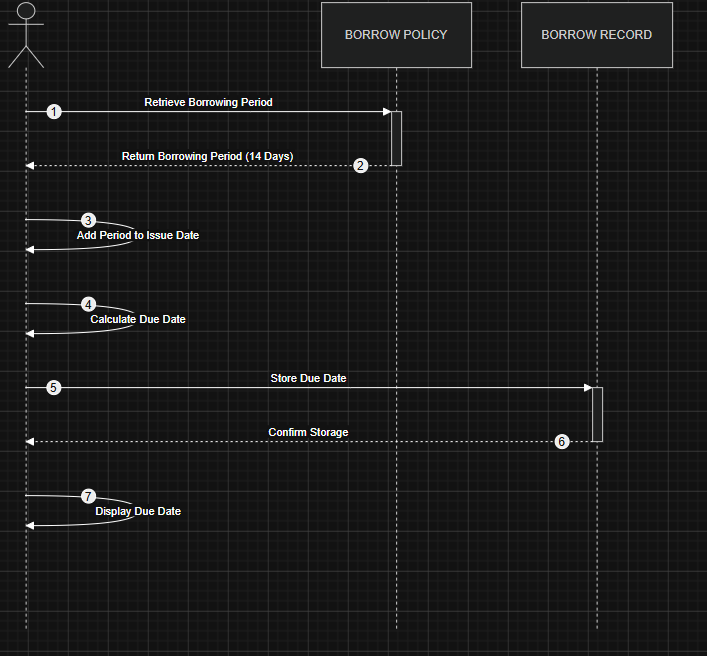 BORROW POLICY
BORROW RECORD
1
Retrieve Borrowing Period
Return Borrowing Period (14 Days)
2
3
Add Period to Issue Date
4
Calculate Due Date
5
Store Due Date
Confirm Storage
6
7
Display Due Date